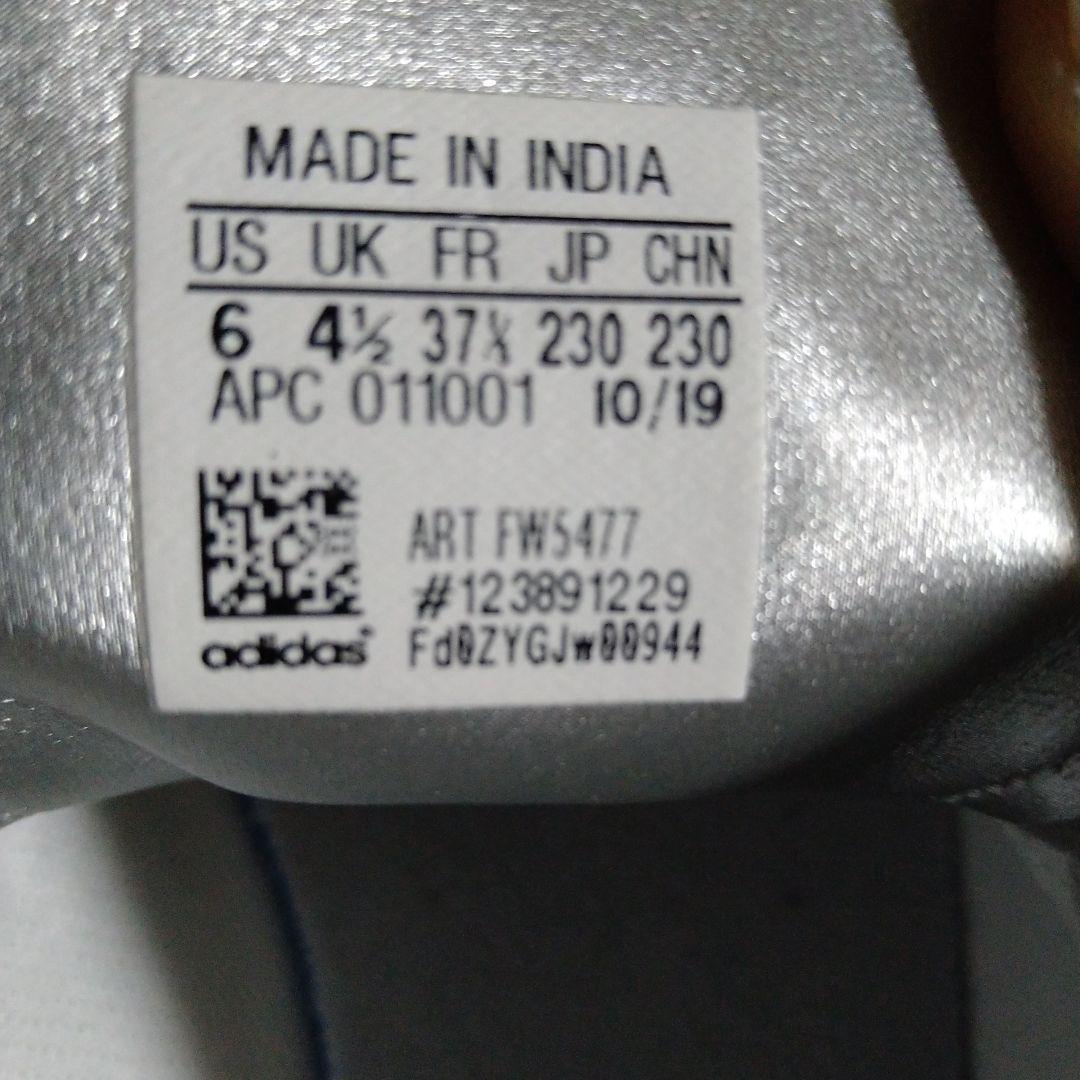 MADE IN INDIA
US UK FR JP CHN
6 4½ 37⅓ 230 230
APC 011001 10/19
ART FW5477
#123891229
adidas Fd0ZYGJw00944